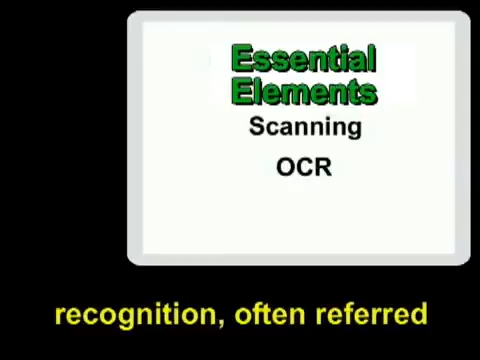 Essential
Elements
Scanning
OCR
recognition, often referred